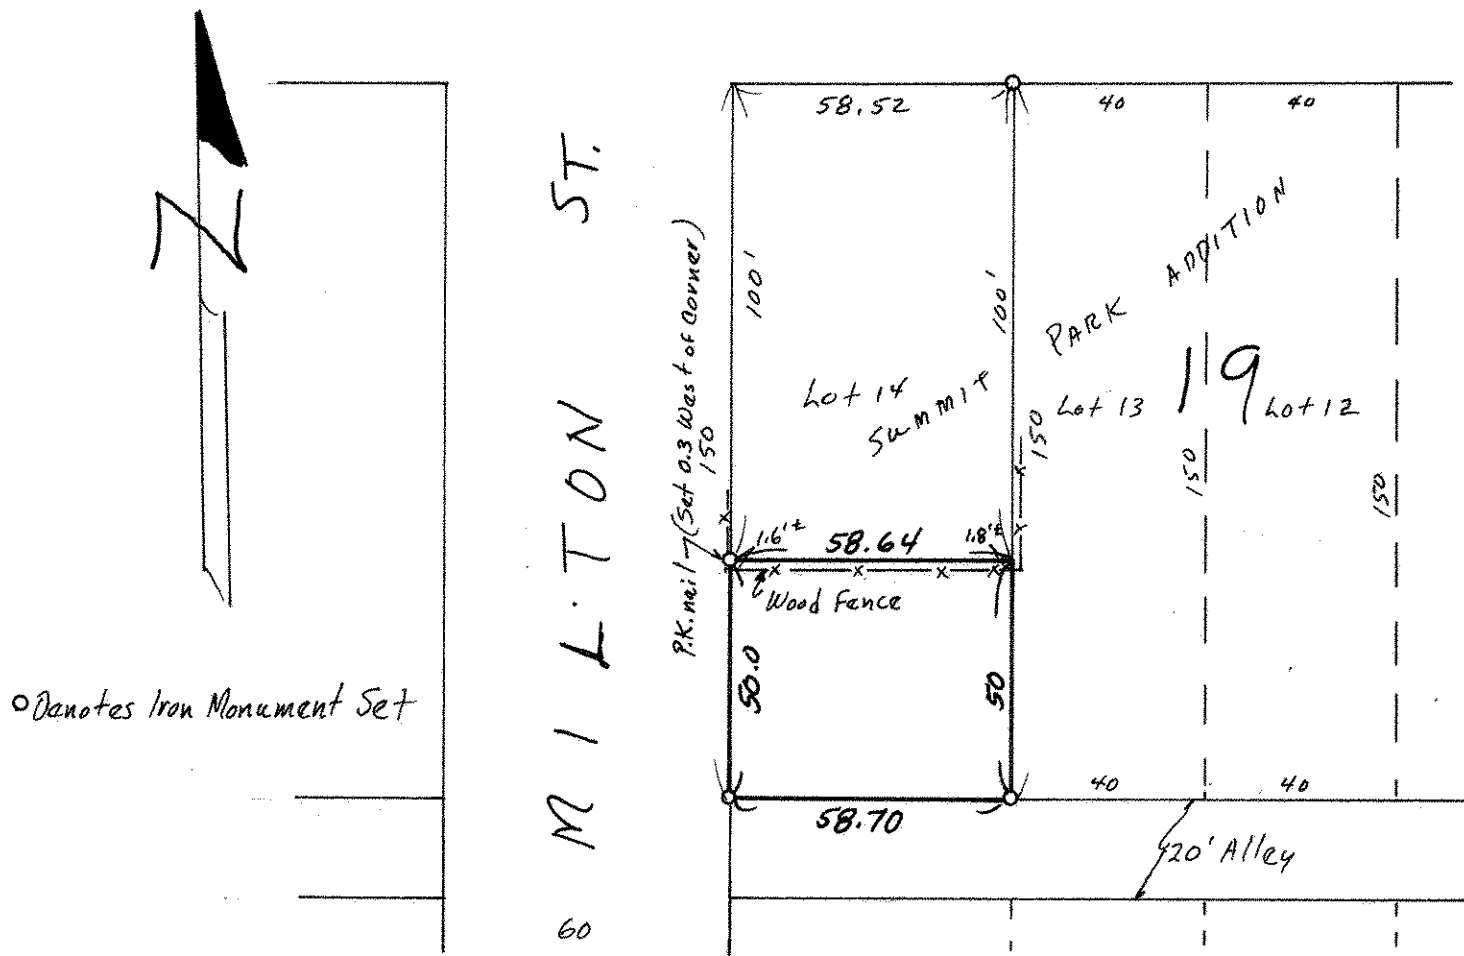 N
58.52
40
40
MILTON ST.
60
100'
100'
P.K. nail (Set 0.3 West of Corner)
150
Lot 14
SUMMIT PARK ADDITION
Lot 13
19
Lot 12
150
150
150
x
x
x
1.6'±
58.64
1.8'±
x
x
x
x
Wood Fence
50.0
50
Denotes Iron Monument Set
58.70
40
40
20' Alley